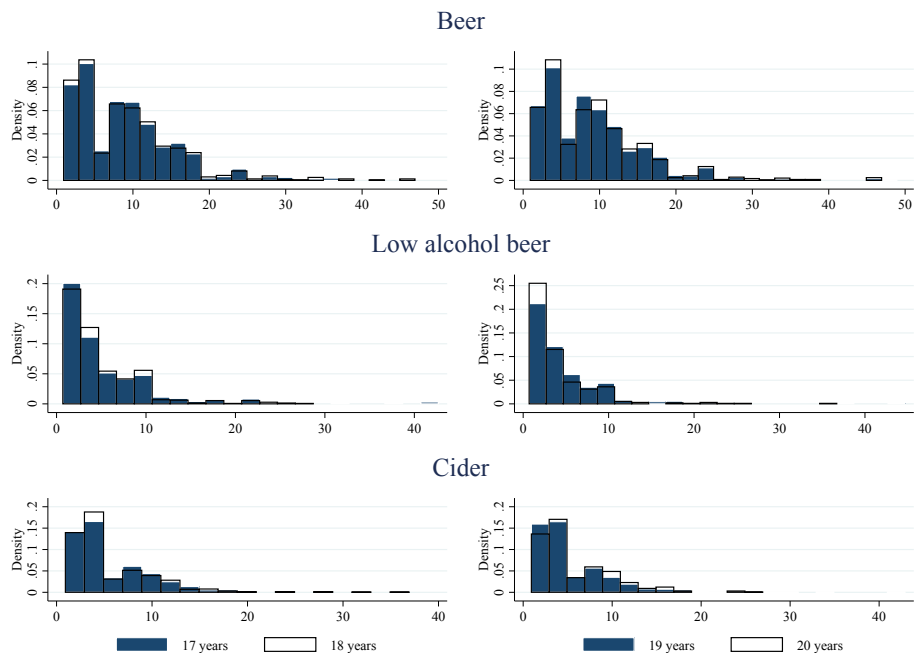 Beer
Density
0 .02 .04 .06 .08 .1
0 10 20 30 40 50
Density
0 .02 .04 .06 .08 .1
0 10 20 30 40 50
Low alcohol beer
Density
0 .05 .1 .15 .2
0 10 20 30 40
Density
0 .05 .1 .15 .2 .25
0 10 20 30 40
Cider
Density
0 .05 .1 .15 .2
0 10 20 30 40
Density
0 .05 .1 .15 .2
0 10 20 30 40
17 years 18 years
19 years 20 years